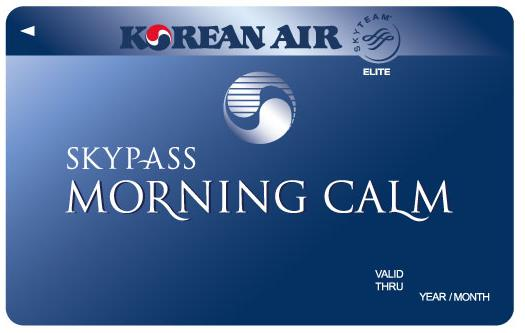 KOREAN AIR
SKYTEAM
ELITE
SKYPASS
MORNING CALM
VALID
THRU
YEAR / MONTH